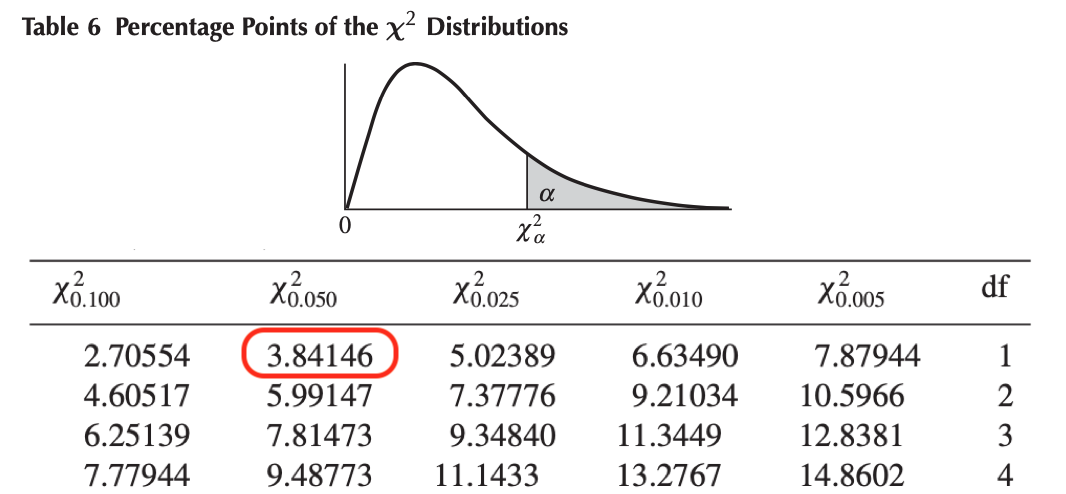 Table 6 Percentage Points of the χ² Distributions
α
0
χ²α
χ²0.100 χ²0.050 χ²0.025 χ²0.010 χ²0.005 df
2.70554 3.84146 5.02389 6.63490 7.87944 1
4.60517 5.99147 7.37776 9.21034 10.5966 2
6.25139 7.81473 9.34840 11.3449 12.8381 3
7.77944 9.48773 11.1433 13.2767 14.8602 4